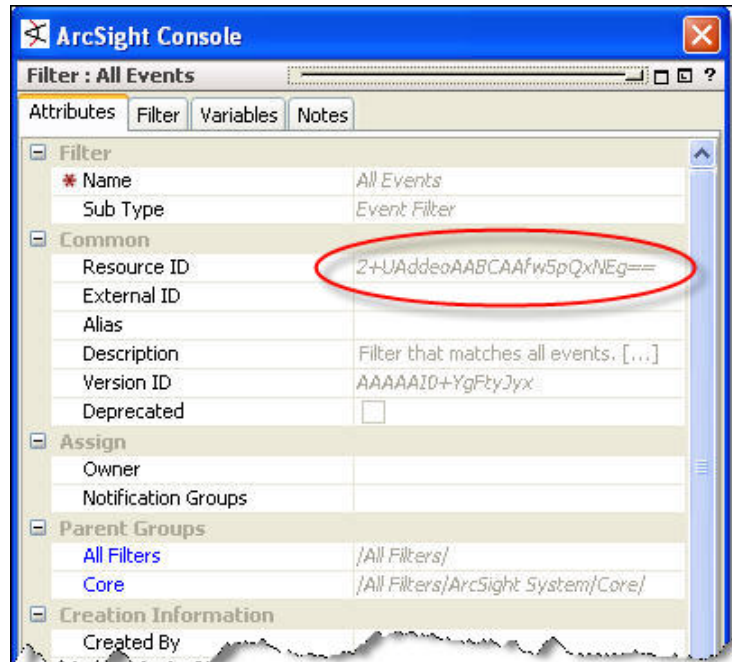 ArcSight Console
Filter : All Events ?
Attributes Filter Variables Notes
Filter
* Name All Events
Sub Type Event Filter
Common
Resource ID 2+UAddeoAABCAAfw5pQxNEg==
External ID
Alias
Description Filter that matches all events. [...]
Version ID AAAAAI0+YgFtyJyx
Deprecated
Assign
Owner
Notification Groups
Parent Groups
All Filters /All Filters/
Core /All Filters/ArcSight System/Core/
Creation Information
Created By